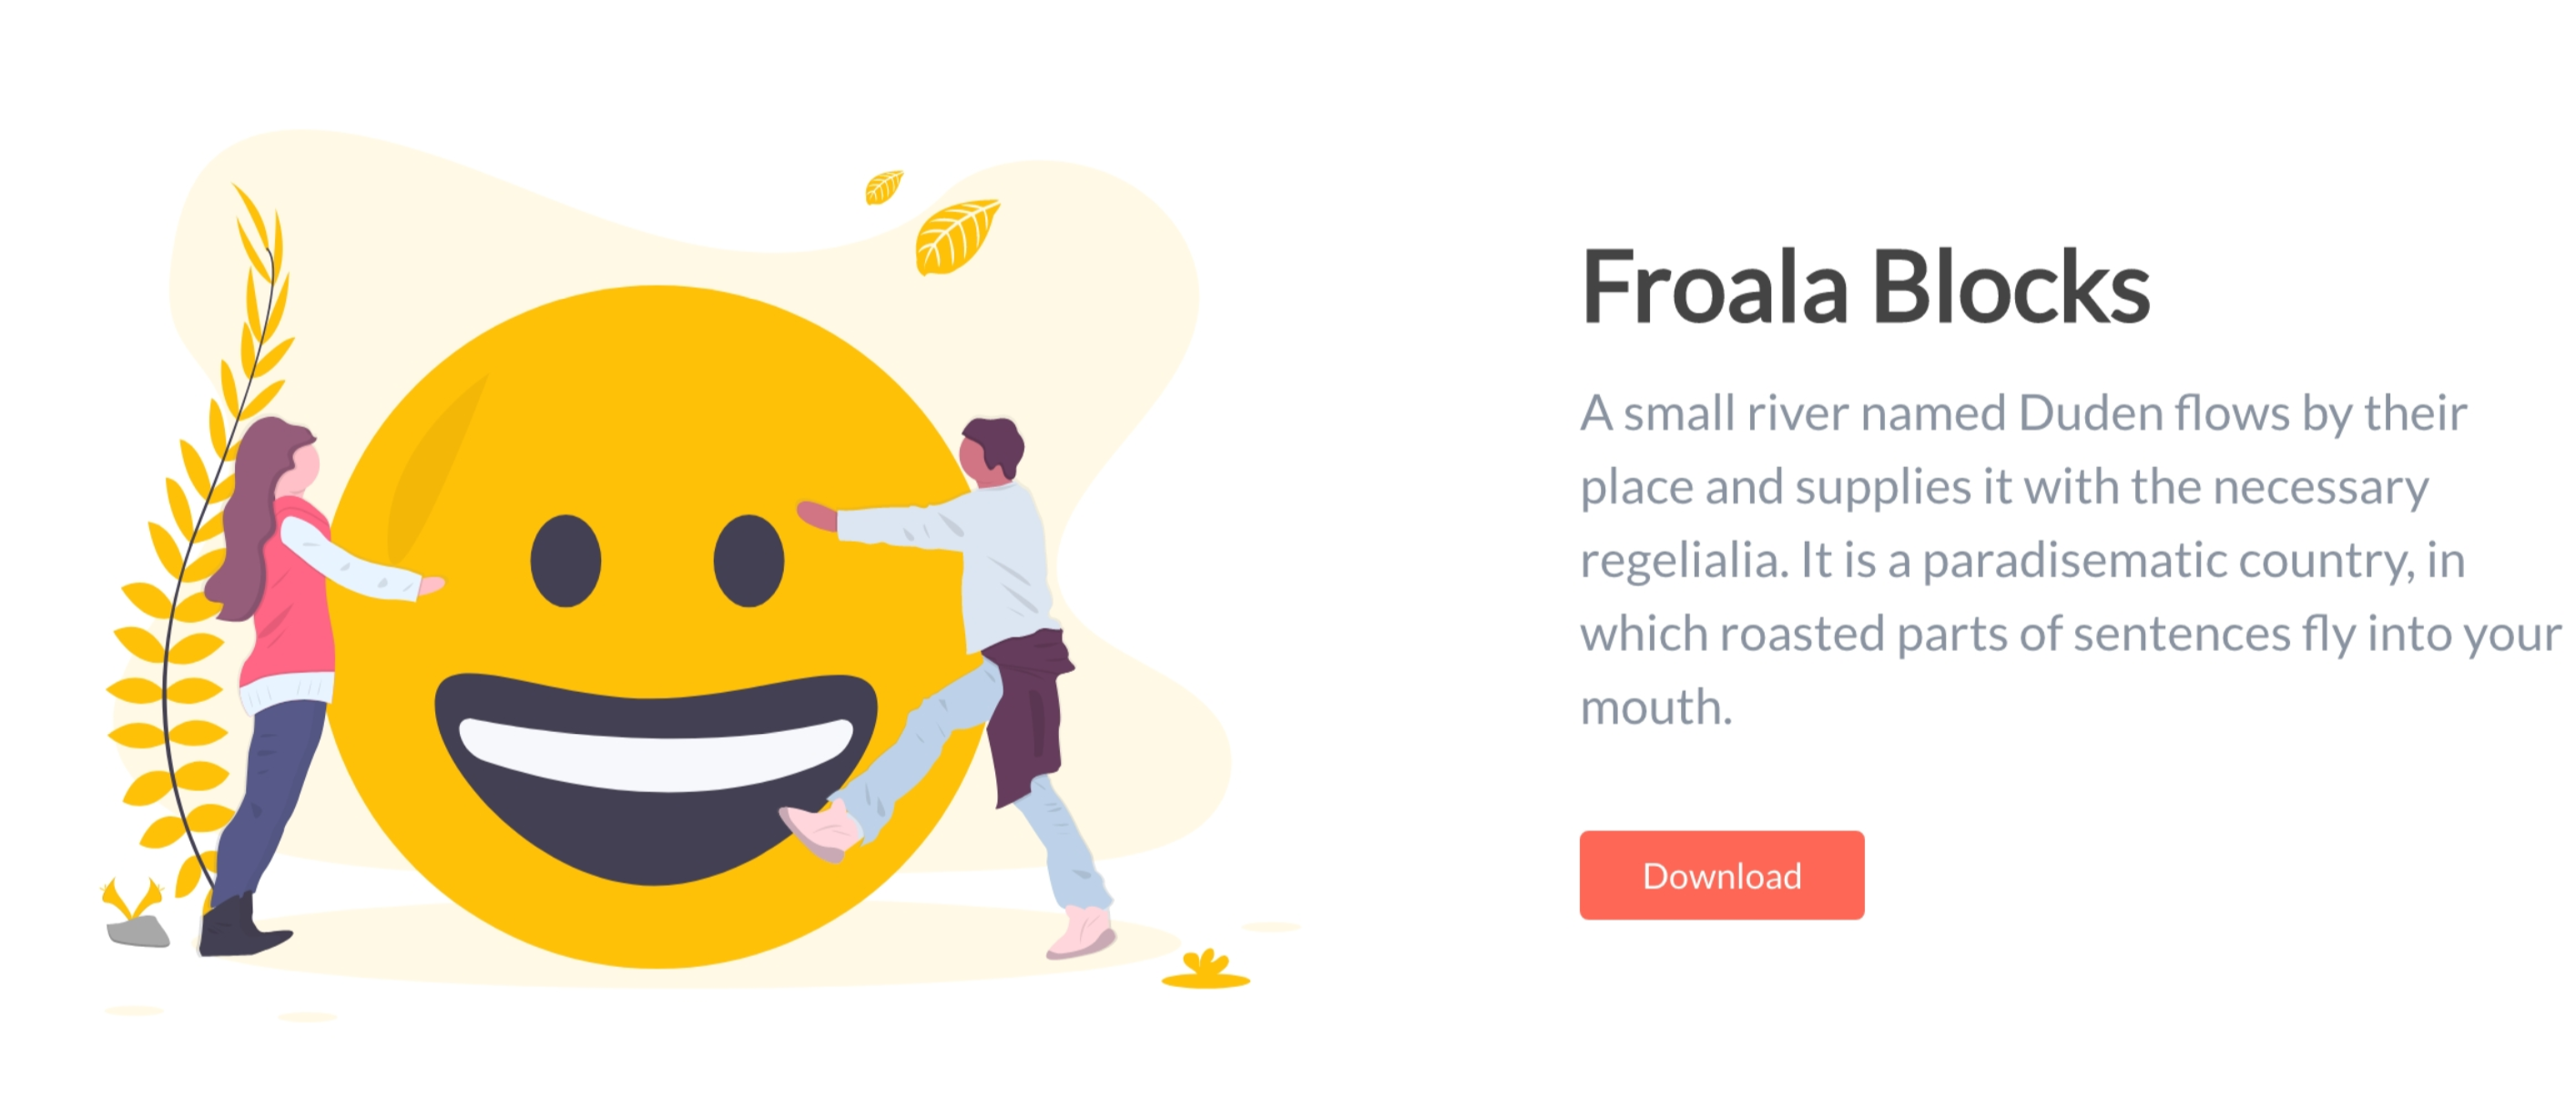 Froala Blocks
A small river named Duden flows by their
place and supplies it with the necessary
regelialia. It is a paradisematic country, in
which roasted parts of sentences fly into your
mouth.
Download